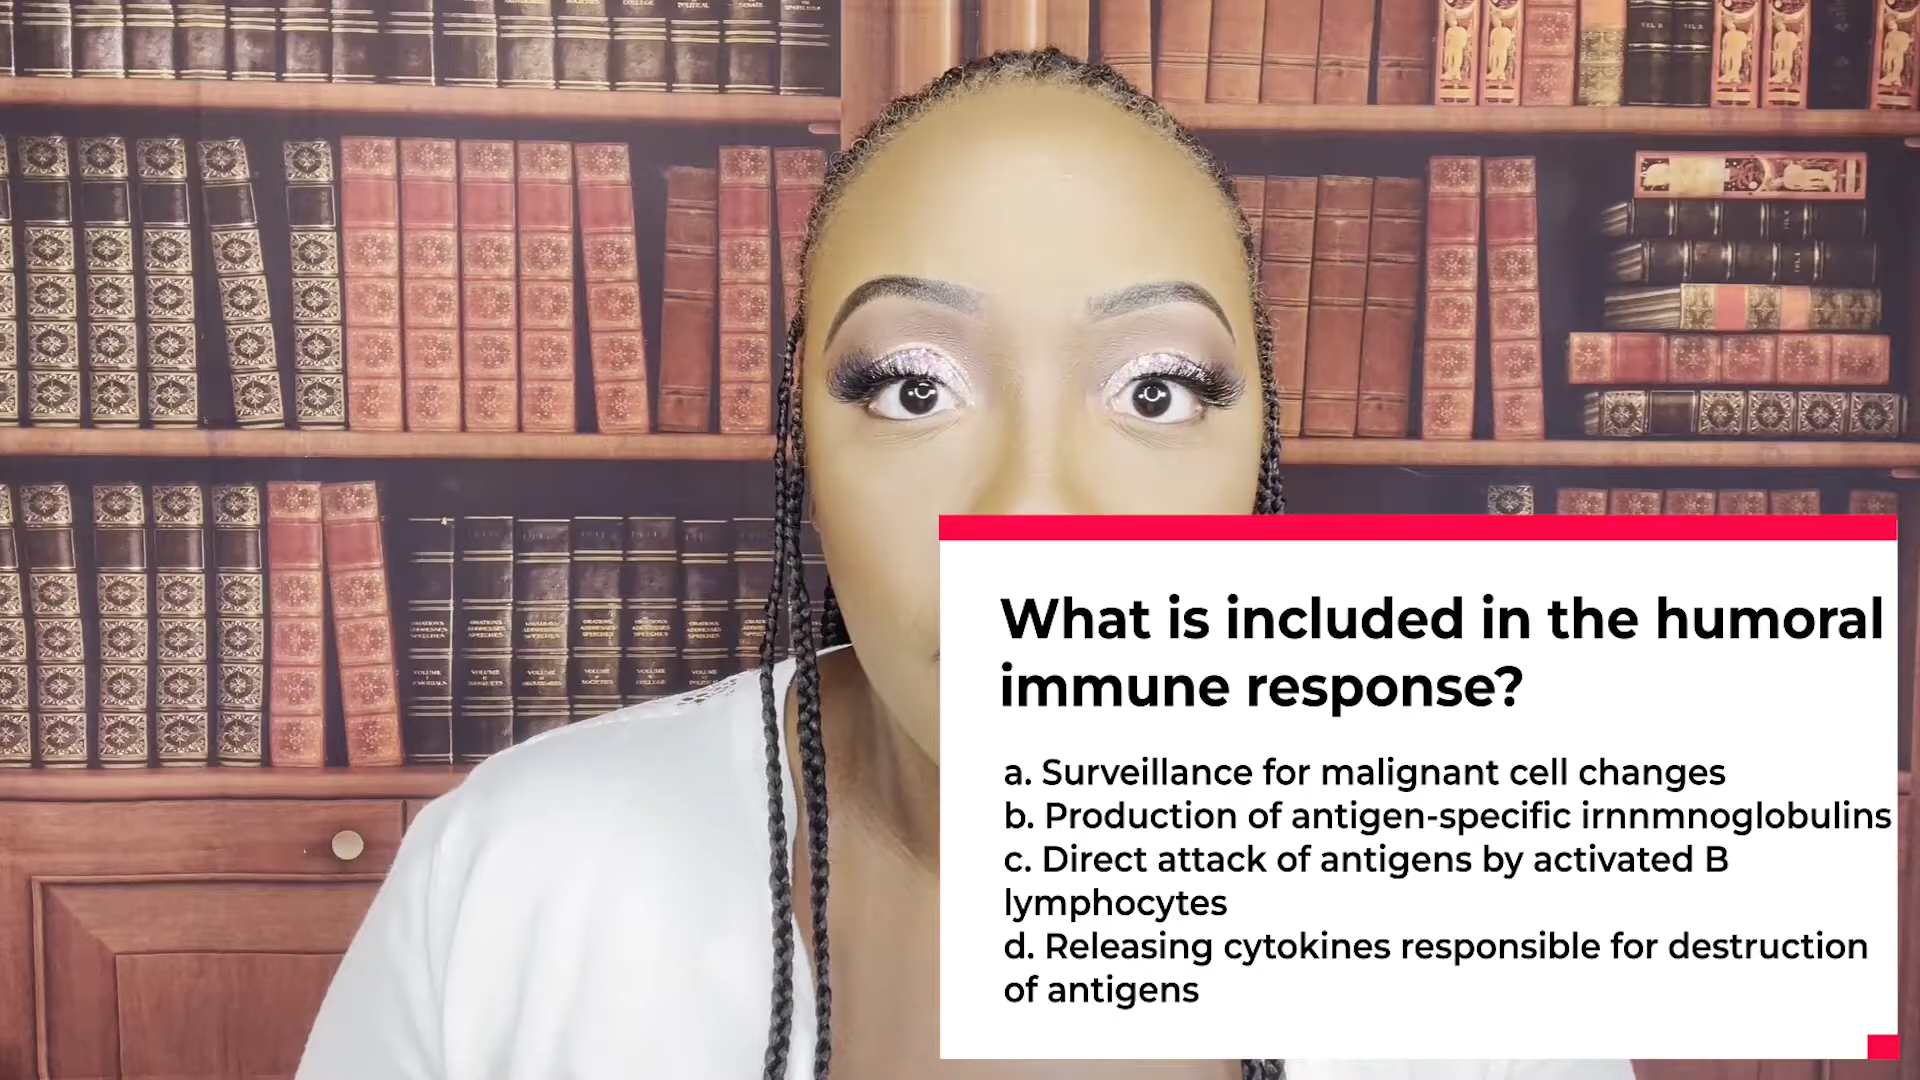 What is included in the humoral
immune response?
a. Surveillance for malignant cell changes
b. Production of antigen-specific irnnmnoglobulins
c. Direct attack of antigens by activated B
lymphocytes
d. Releasing cytokines responsible for destruction
of antigens